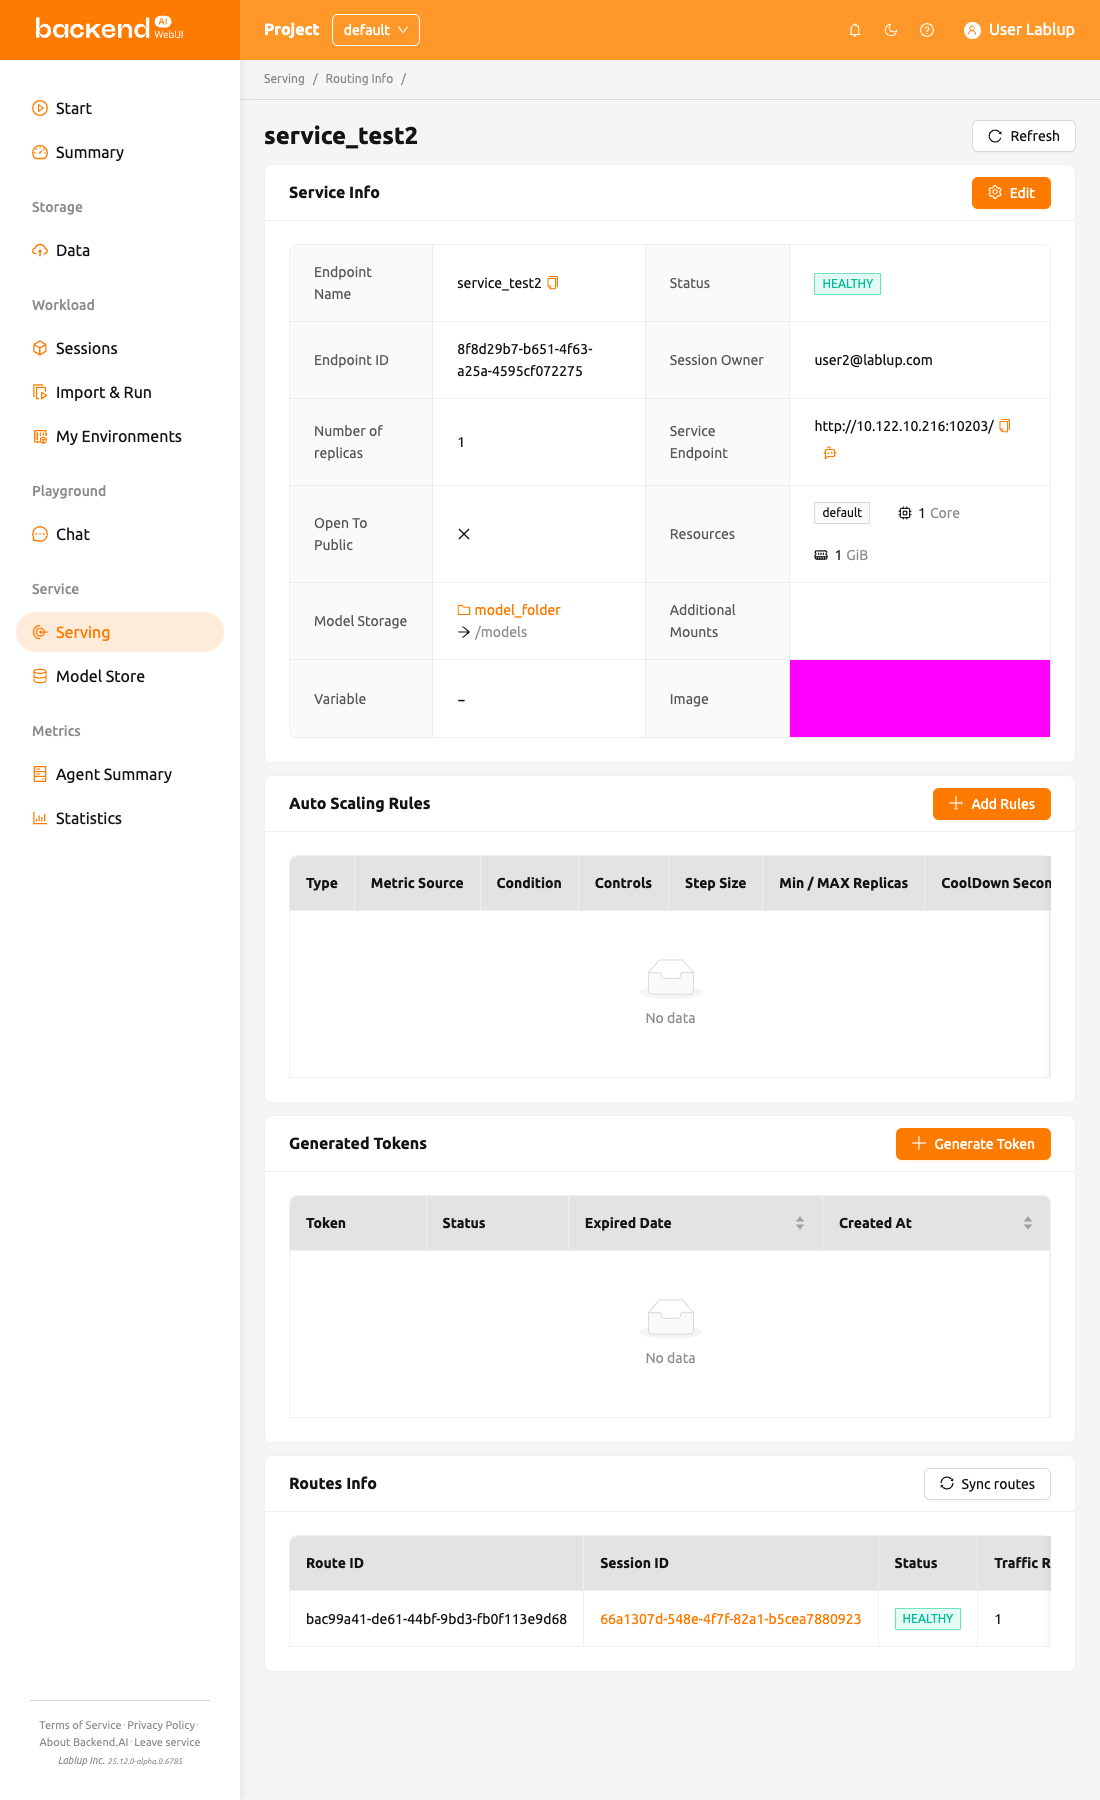 backend AI WebUI
Project default
User Lablup
Start
Summary
Storage
Data
Workload
Sessions
Import & Run
My Environments
Playground
Chat
Service
Serving
Model Store
Metrics
Agent Summary
Statistics
Terms of Service · Privacy Policy ·
About Backend.AI · Leave service
Lablup Inc. 25.12.0-alpha.0.6785
Serving / Routing Info /
service_test2
Refresh
Service Info
Edit
Endpoint
Name
service_test2
Status
HEALTHY
Endpoint ID
8f8d29b7-b651-4f63-
a25a-4595cf072275
Session Owner
user2@lablup.com
Number of
replicas
1
Service
Endpoint
http://10.122.10.216:10203/
Open To
Public
Resources
default 1 Core
1 GiB
Model Storage
model_folder
/models
Additional
Mounts
Variable
–
Image
Auto Scaling Rules
Add Rules
Type Metric Source Condition Controls Step Size Min / MAX Replicas CoolDown Secon
No data
Generated Tokens
Generate Token
Token Status Expired Date Created At
No data
Routes Info
Sync routes
Route ID Session ID Status Traffic R
bac99a41-de61-44bf-9bd3-fb0f113e9d68 66a1307d-548e-4f7f-82a1-b5cea7880923 HEALTHY 1